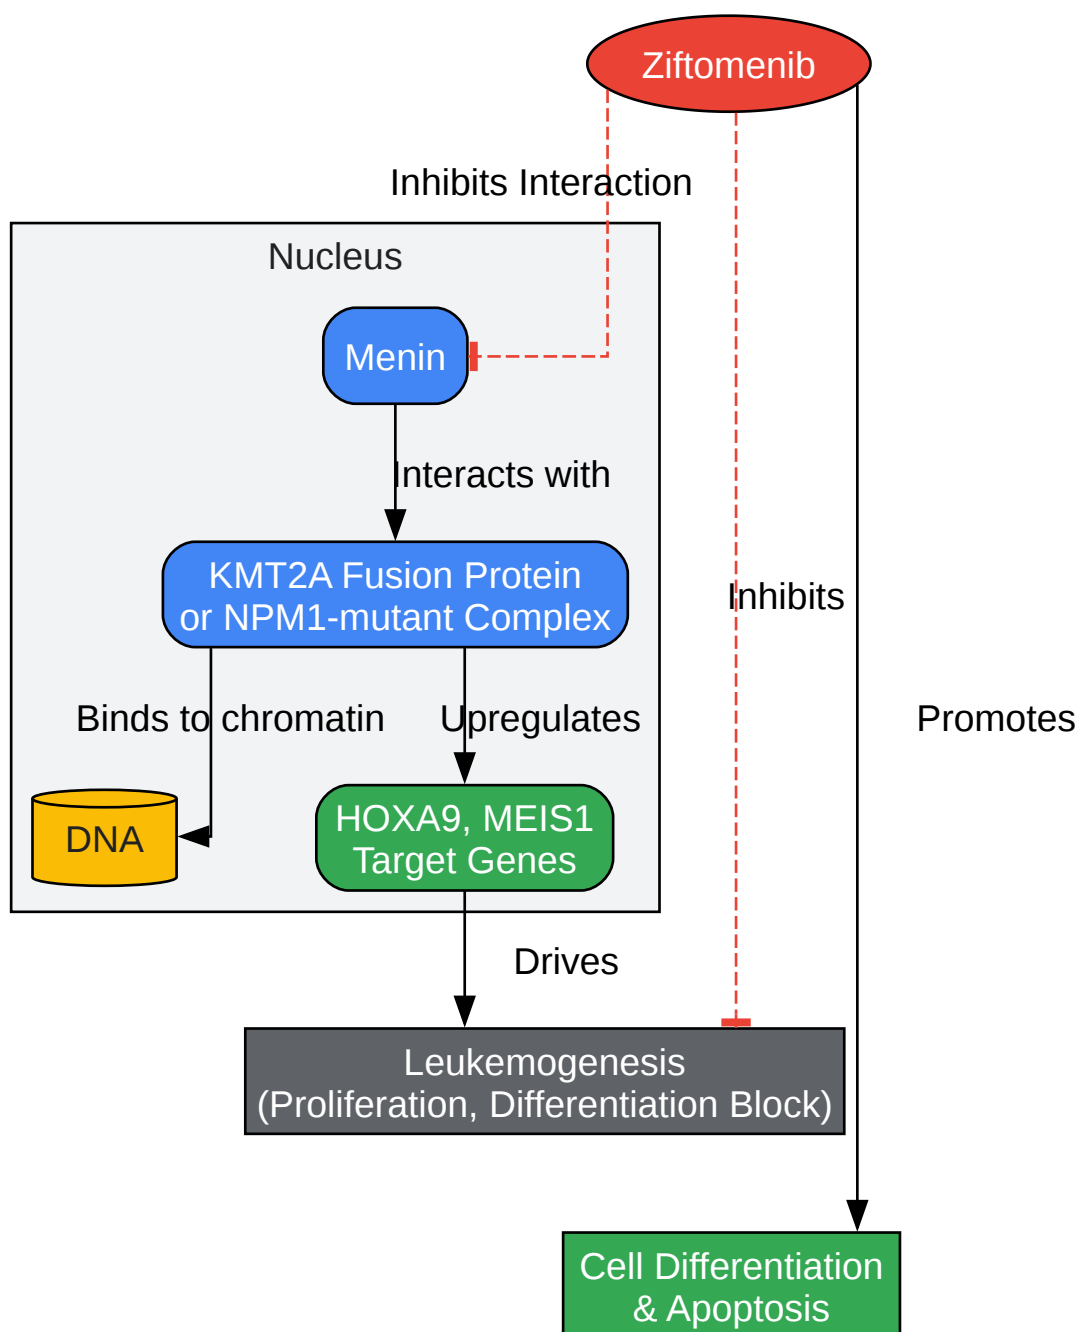 Ziftomenib
Inhibits Interaction
Nucleus
Menin
Interacts with
KMT2A Fusion Protein
or NPM1-mutant Complex
Inhibits
Binds to chromatin
Upregulates
Promotes
DNA
HOXA9, MEIS1
Target Genes
Drives
Leukemogenesis
(Proliferation, Differentiation Block)
Cell Differentiation
& Apoptosis